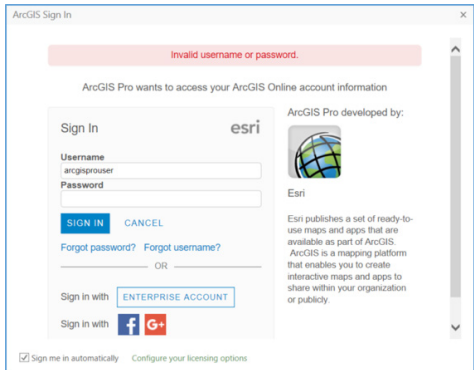 ArcGIS Sign In
Invalid username or password.
ArcGIS Pro wants to access your ArcGIS Online account information
Sign In
esri
Username
arcgisprouser
Password
SIGN IN CANCEL
Forgot password? Forgot username?
OR
Sign in with ENTERPRISE ACCOUNT
Sign in with f G+
ArcGIS Pro developed by:
Esri
Esri publishes a set of ready-to-
use maps and apps that are
available as part of ArcGIS.
ArcGIS is a mapping platform
that enables you to create
interactive maps and apps to
share within your organization
or publicly.
Sign me in automatically Configure your licensing options